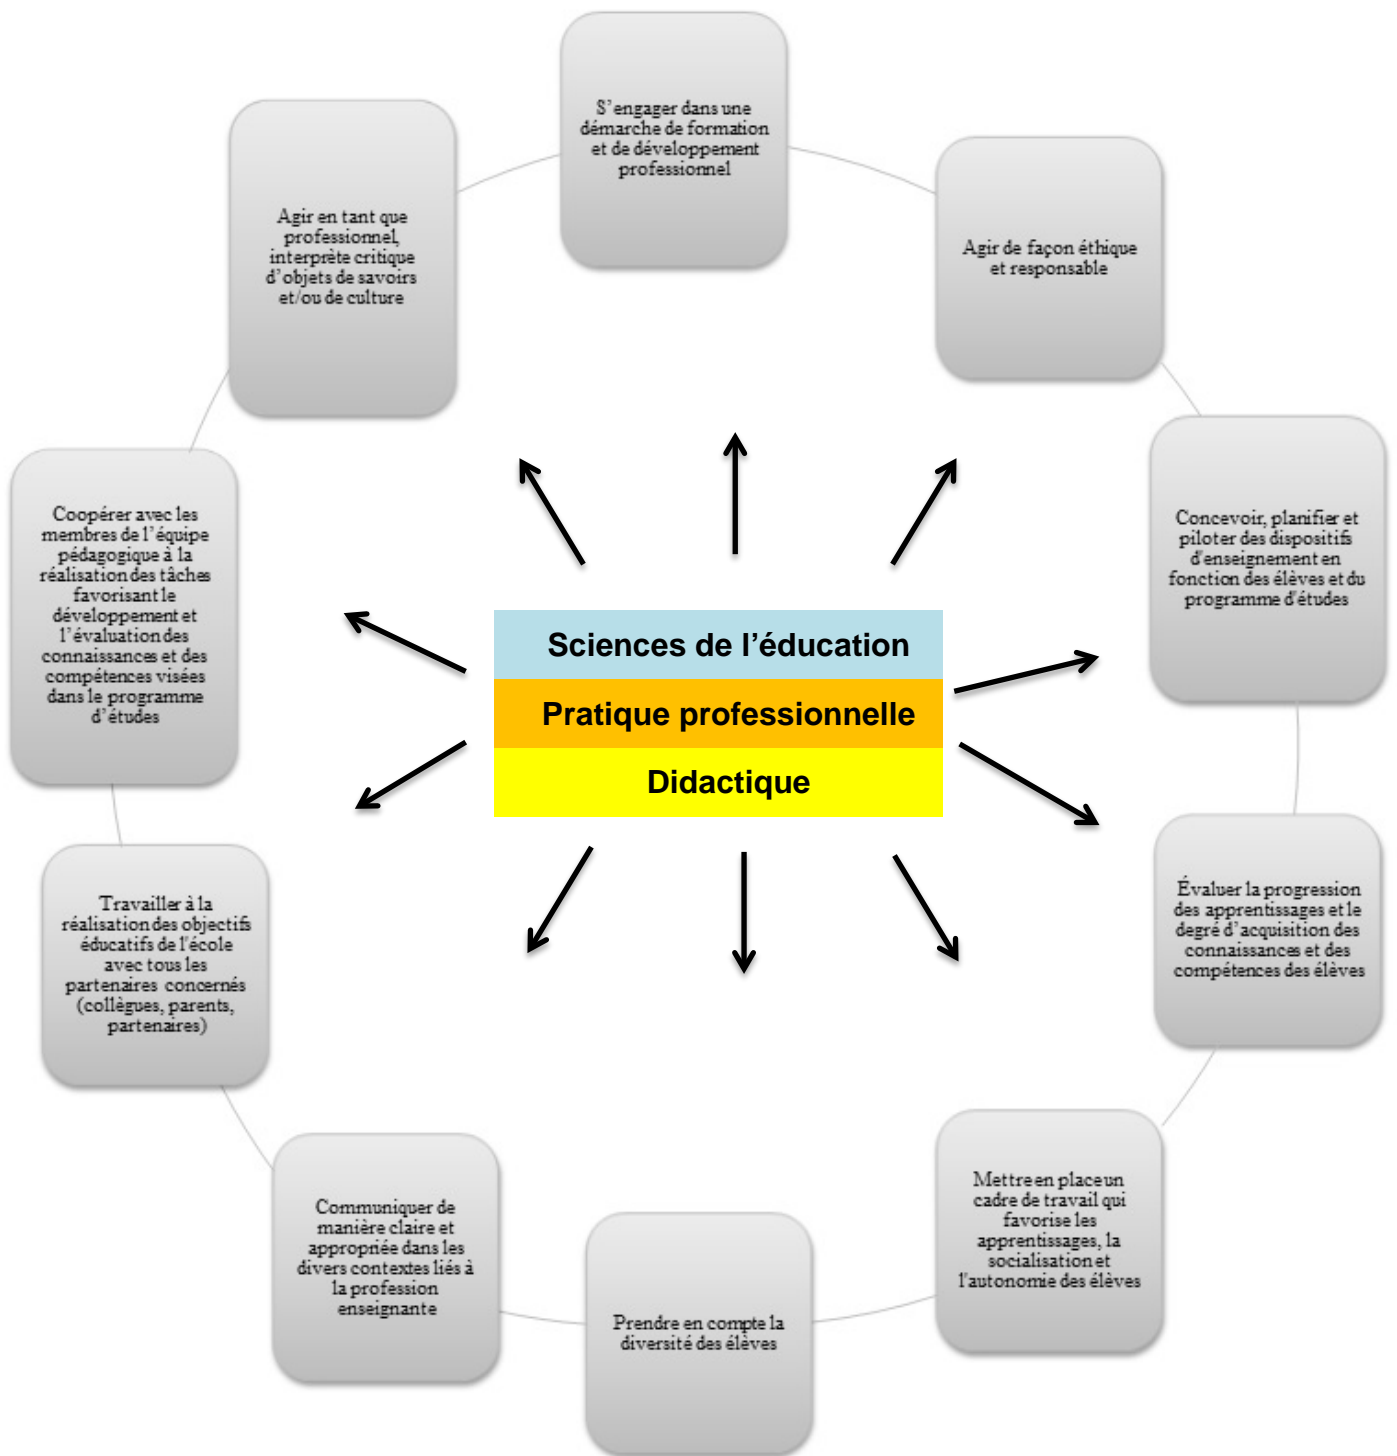 S’engager dans une
démarche de formation
et de développement
professionnel
Agir de façon éthique
et responsable
Concevoir, planifier et
piloter des dispositifs
d'enseignement en
fonction des élèves et du
programme d'études
Évaluer la progression
des apprentissages et le
degré d’acquisition des
connaissances et des
compétences des élèves
Mettre en place un
cadre de travail qui
favorise les
apprentissages, la
socialisation et
l'autonomie des élèves
Prendre en compte la
diversité des élèves
Communiquer de
manière claire et
appropriée dans les
divers contextes liés à
la profession
enseignante
Travailler à la
réalisation des objectifs
éducatifs de l'école
avec tous les
partenaires concernés
(collègues, parents,
partenaires)
Coopérer avec les
membres de l’équipe
pédagogique à la
réalisation des tâches
favorisant le
développement et
l’évaluation des
connaissances et des
compétences visées
dans le programme
d’études
Agir en tant que
professionnel,
interprète critique
d’objets de savoirs
et/ou de culture
Sciences de l’éducation
Pratique professionnelle
Didactique